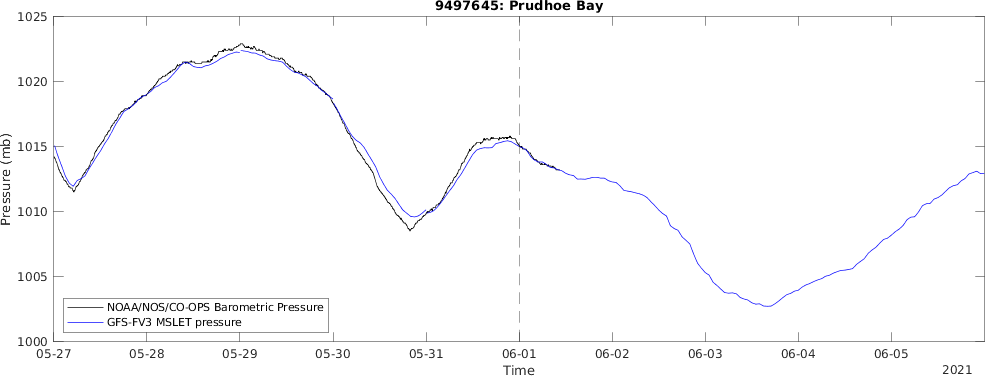 9497645: Prudhoe Bay
1025
1020
1015
1010
1005
1000
Pressure (mb)
NOAA/NOS/CO-OPS Barometric Pressure
GFS-FV3 MSLET pressure
05-27 05-28 05-29 05-30 05-31 06-01 06-02 06-03 06-04 06-05
Time
2021